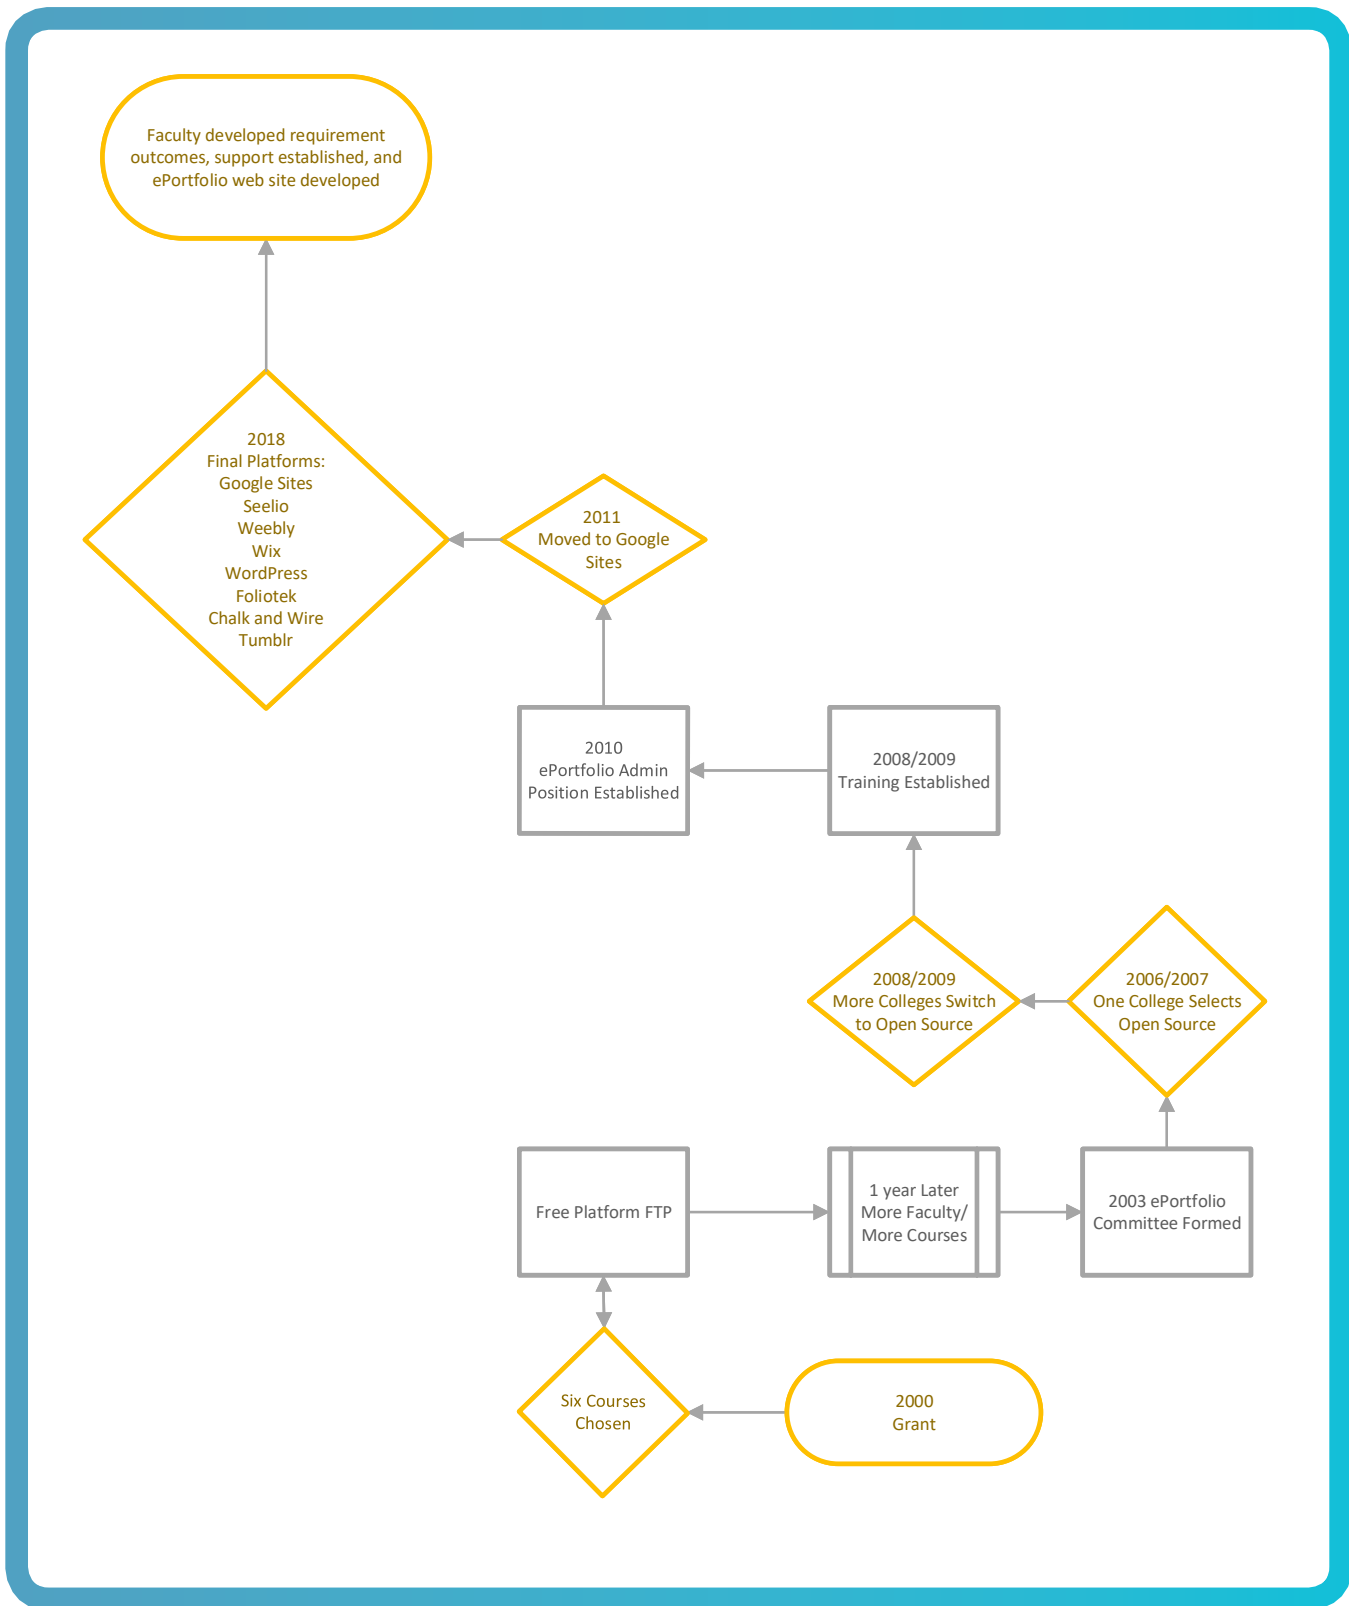 Faculty developed requirement
outcomes, support established, and
ePortfolio web site developed
2018
Final Platforms:
Google Sites
Seelio
Weebly
Wix
WordPress
Foliotek
Chalk and Wire
Tumblr
2011
Moved to Google
Sites
2010
ePortfolio Admin
Position Established
2008/2009
Training Established
2008/2009
More Colleges Switch
to Open Source
2006/2007
One College Selects
Open Source
Free Platform FTP
1 year Later
More Faculty/
More Courses
2003 ePortfolio
Committee Formed
Six Courses
Chosen
2000
Grant